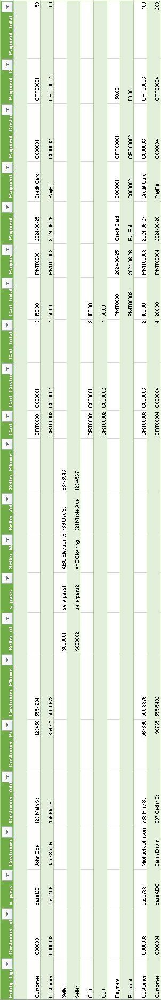 Entity_Typ Customer_id c_pass Customer_ Customer_Add Customer_Pi Customer_Phone_ Seller_id s_pass Seller_N Seller_Ad Seller_Phone_ Cart_ Cart_Custo Cart_total Cart_total Payme Payment_ Payment_ Payment_Custo Payment_C Payment_total_
Customer C000001 pass123 John Doe 123 Main St 123456 555-1234 CRT00001 C000001 3 150.00 PMT00001 2024-06-25 Credit Card C000001 CRT00001 150
Customer C000002 pass456 Jane Smith 456 Elm St 654321 555-5678 CRT00002 C000002 1 50.00 PMT00002 2024-06-26 PayPal C000002 CRT00002 50
Seller S000001 sellerpass1 ABC Electronic: 789 Oak St 987-6543
Seller S000002 sellerpass2 XYZ Clothing 321 Maple Ave 123-4567
Cart CRT00001 C000001 3 150.00
Cart CRT00002 C000002 1 50.00
Payment PMT00001 2024-06-25 Credit Card C000001 CRT00001 150.00
Payment PMT00002 2024-06-26 PayPal C000002 CRT00002 50.00
Customer C000003 pass789 Michael Johnson 789 Pine St 567890 555-9876 CRT00003 C000003 2 100.00 PMT00003 2024-06-27 Credit Card C000003 CRT00003 100
Customer C000004 passABC Sarah Davis 987 Cedar St 98765 555-5432 CRT00004 C000004 4 200.00 PMT00004 2024-06-28 PayPal C000004 CRT00004 200